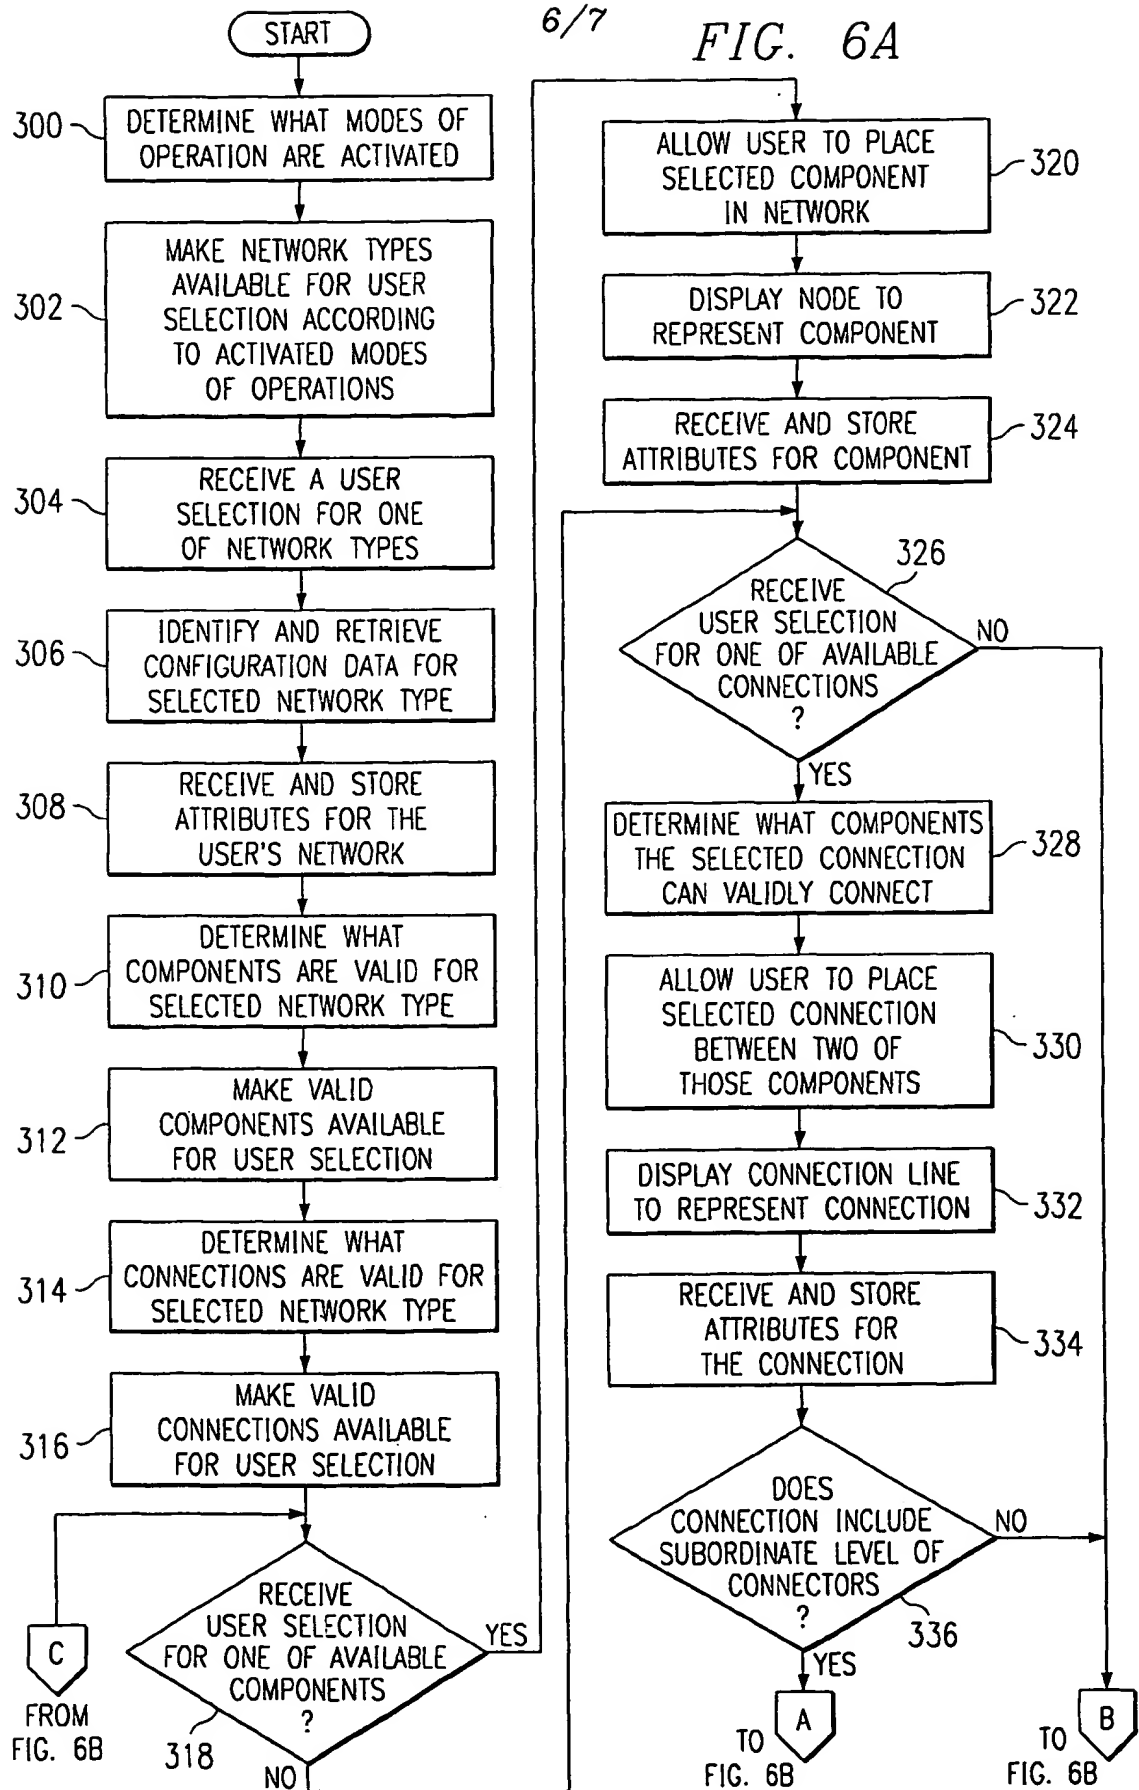 6/7
FIG. 6A
START
300
DETERMINE WHAT MODES OF
OPERATION ARE ACTIVATED
302
MAKE NETWORK TYPES
AVAILABLE FOR USER
SELECTION ACCORDING
TO ACTIVATED MODES
OF OPERATIONS
304
RECEIVE A USER
SELECTION FOR ONE
OF NETWORK TYPES
306
IDENTIFY AND RETRIEVE
CONFIGURATION DATA FOR
SELECTED NETWORK TYPE
308
RECEIVE AND STORE
ATTRIBUTES FOR THE
USER'S NETWORK
310
DETERMINE WHAT
COMPONENTS ARE VALID FOR
SELECTED NETWORK TYPE
312
MAKE VALID
COMPONENTS AVAILABLE
FOR USER SELECTION
314
DETERMINE WHAT
CONNECTIONS ARE VALID FOR
SELECTED NETWORK TYPE
316
MAKE VALID
CONNECTIONS AVAILABLE
FOR USER SELECTION
C
FROM
FIG. 6B
RECEIVE
USER SELECTION
FOR ONE OF AVAILABLE
COMPONENTS
?
318
YES
NO
ALLOW USER TO PLACE
SELECTED COMPONENT
IN NETWORK
320
DISPLAY NODE TO
REPRESENT COMPONENT
322
RECEIVE AND STORE
ATTRIBUTES FOR COMPONENT
324
326
RECEIVE
USER SELECTION
FOR ONE OF AVAILABLE
CONNECTIONS
?
NO
YES
DETERMINE WHAT COMPONENTS
THE SELECTED CONNECTION
CAN VALIDLY CONNECT
328
ALLOW USER TO PLACE
SELECTED CONNECTION
BETWEEN TWO OF
THOSE COMPONENTS
330
DISPLAY CONNECTION LINE
TO REPRESENT CONNECTION
332
RECEIVE AND STORE
ATTRIBUTES FOR
THE CONNECTION
334
DOES
CONNECTION INCLUDE
SUBORDINATE LEVEL OF
CONNECTORS
?
336
NO
YES
A
TO
FIG. 6B
B
TO
FIG. 6B